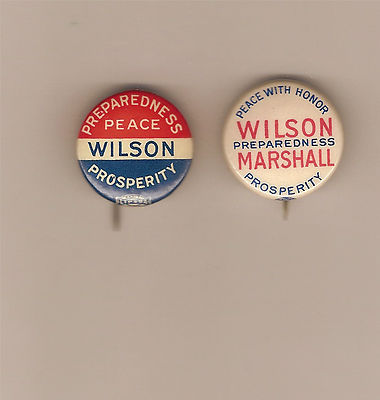 PREPAREDNESS
PEACE
WILSON
PROSPERITY
PEACE WITH HONOR
WILSON
PREPAREDNESS
MARSHALL
PROSPERITY